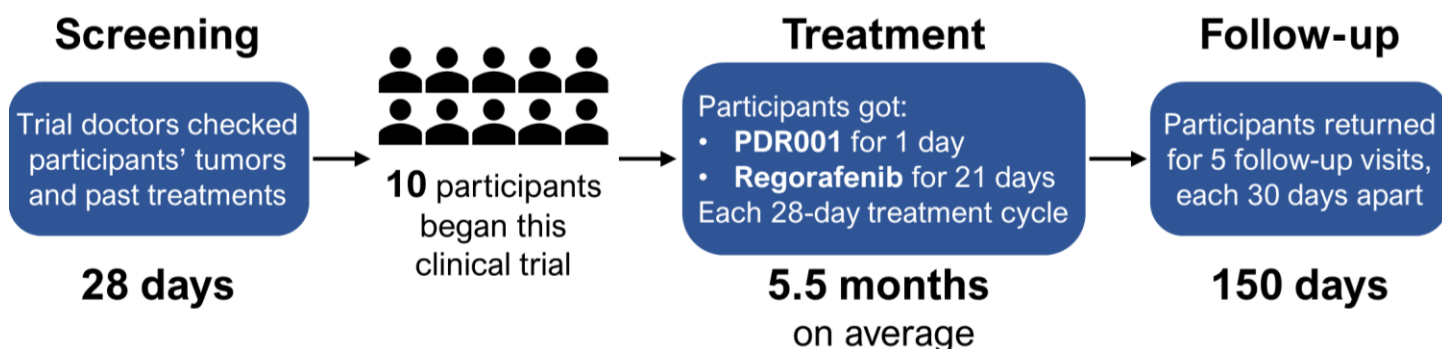 Screening
Trial doctors checked
participants' tumors
and past treatments
28 days
10 participants
began this
clinical trial
Treatment
Participants got:
• PDR001 for 1 day
• Regorafenib for 21 days
Each 28-day treatment cycle
5.5 months
on average
Follow-up
Participants returned
for 5 follow-up visits,
each 30 days apart
150 days